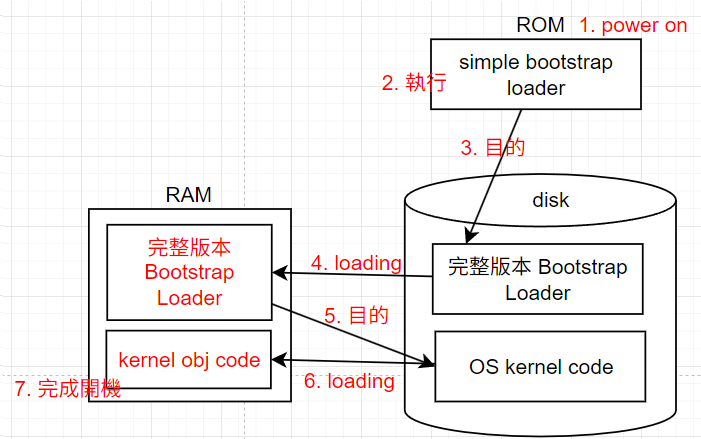 ROM 1. power on
simple bootstrap
loader
2. 執行
3. 目的
RAM
disk
完整版本
Bootstrap
Loader
4. loading
完整版本 Bootstrap
Loader
5. 目的
kernel obj code
6. loading
OS kernel code
7. 完成開機